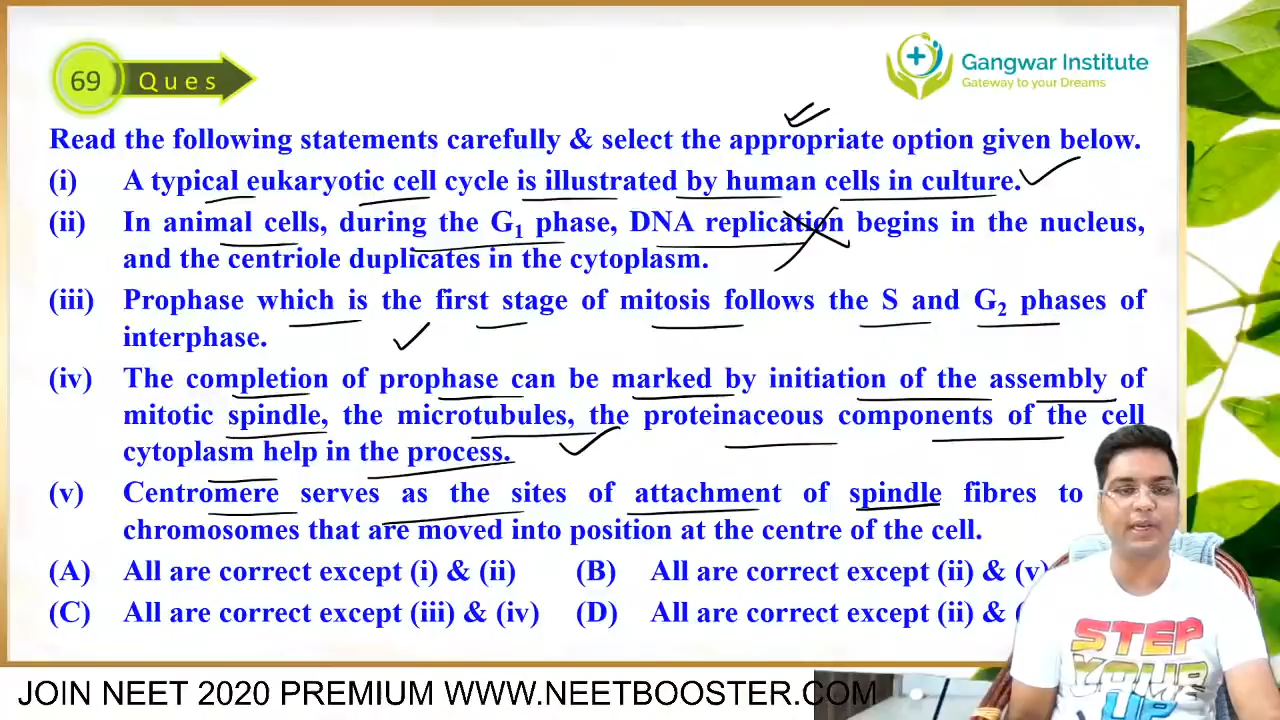 69 Ques
Gangwar Institute
Gateway to your Dreams
Read the following statements carefully & select the appropriate option given below.
(i) A typical eukaryotic cell cycle is illustrated by human cells in culture.
(ii) In animal cells, during the G₁ phase, DNA replication begins in the nucleus,
and the centriole duplicates in the cytoplasm.
(iii) Prophase which is the first stage of mitosis follows the S and G₂ phases of
interphase.
(iv) The completion of prophase can be marked by initiation of the assembly of
mitotic spindle, the microtubules, the proteinaceous components of the cell
cytoplasm help in the process.
(v) Centromere serves as the sites of attachment of spindle fibres to
chromosomes that are moved into position at the centre of the cell.
(A) All are correct except (i) & (ii) (B) All are correct except (ii) & (v)
(C) All are correct except (iii) & (iv) (D) All are correct except (ii) & (
STEP
YOUR
UP
JOIN NEET 2020 PREMIUM WWW.NEETBOOSTER.COM